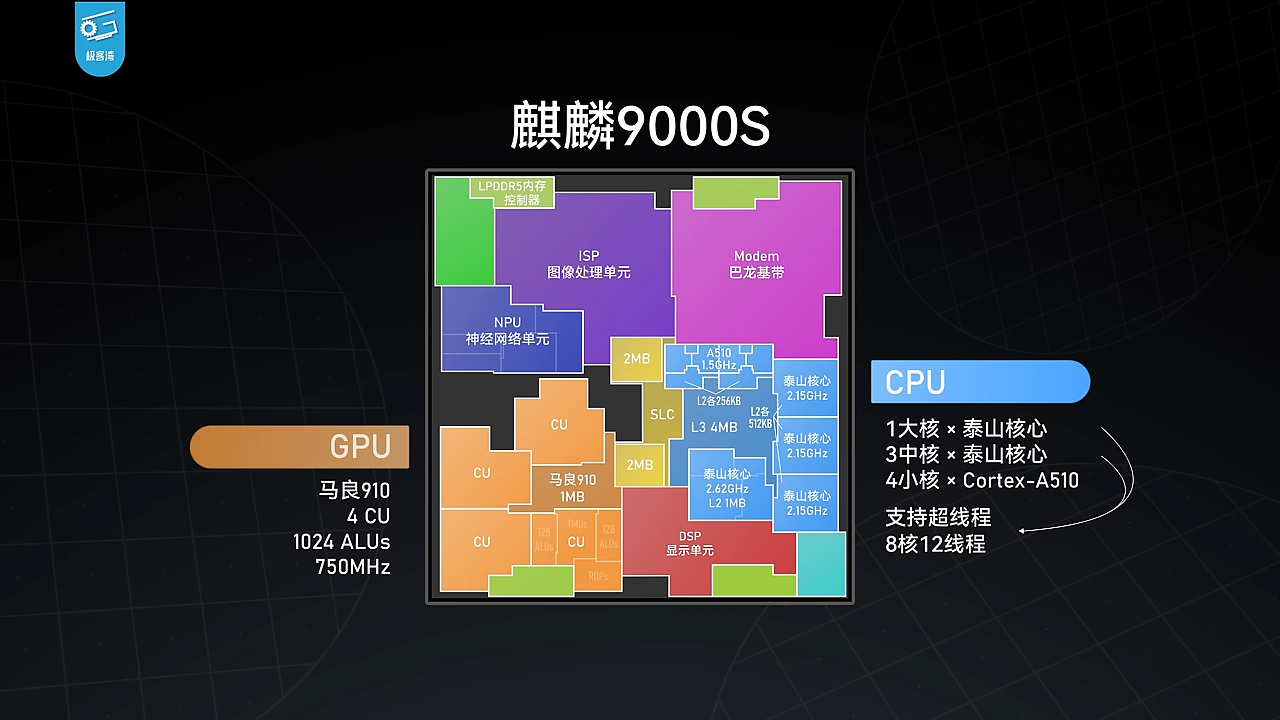 极客湾
麒麟9000S
LPDDR5内存
控制器
ISP
图像处理单元
Modem
巴龙基带
NPU
神经网络单元
2MB
A510
1.5GHz
泰山核心
2.15GHz
L2各256KB
SLC
L3 4MB
L2各
512KB
泰山核心
2.15GHz
CU
CU
2MB
马良910
1MB
泰山核心
2.62GHz
L2 1MB
泰山核心
2.15GHz
CU
128
ALUs
TMUs
CU
128
ALUs
ROPs
DSP
显示单元
GPU
马良910
4 CU
1024 ALUs
750MHz
CPU
1大核 × 泰山核心
3中核 × 泰山核心
4小核 × Cortex-A510
支持超线程
8核12线程